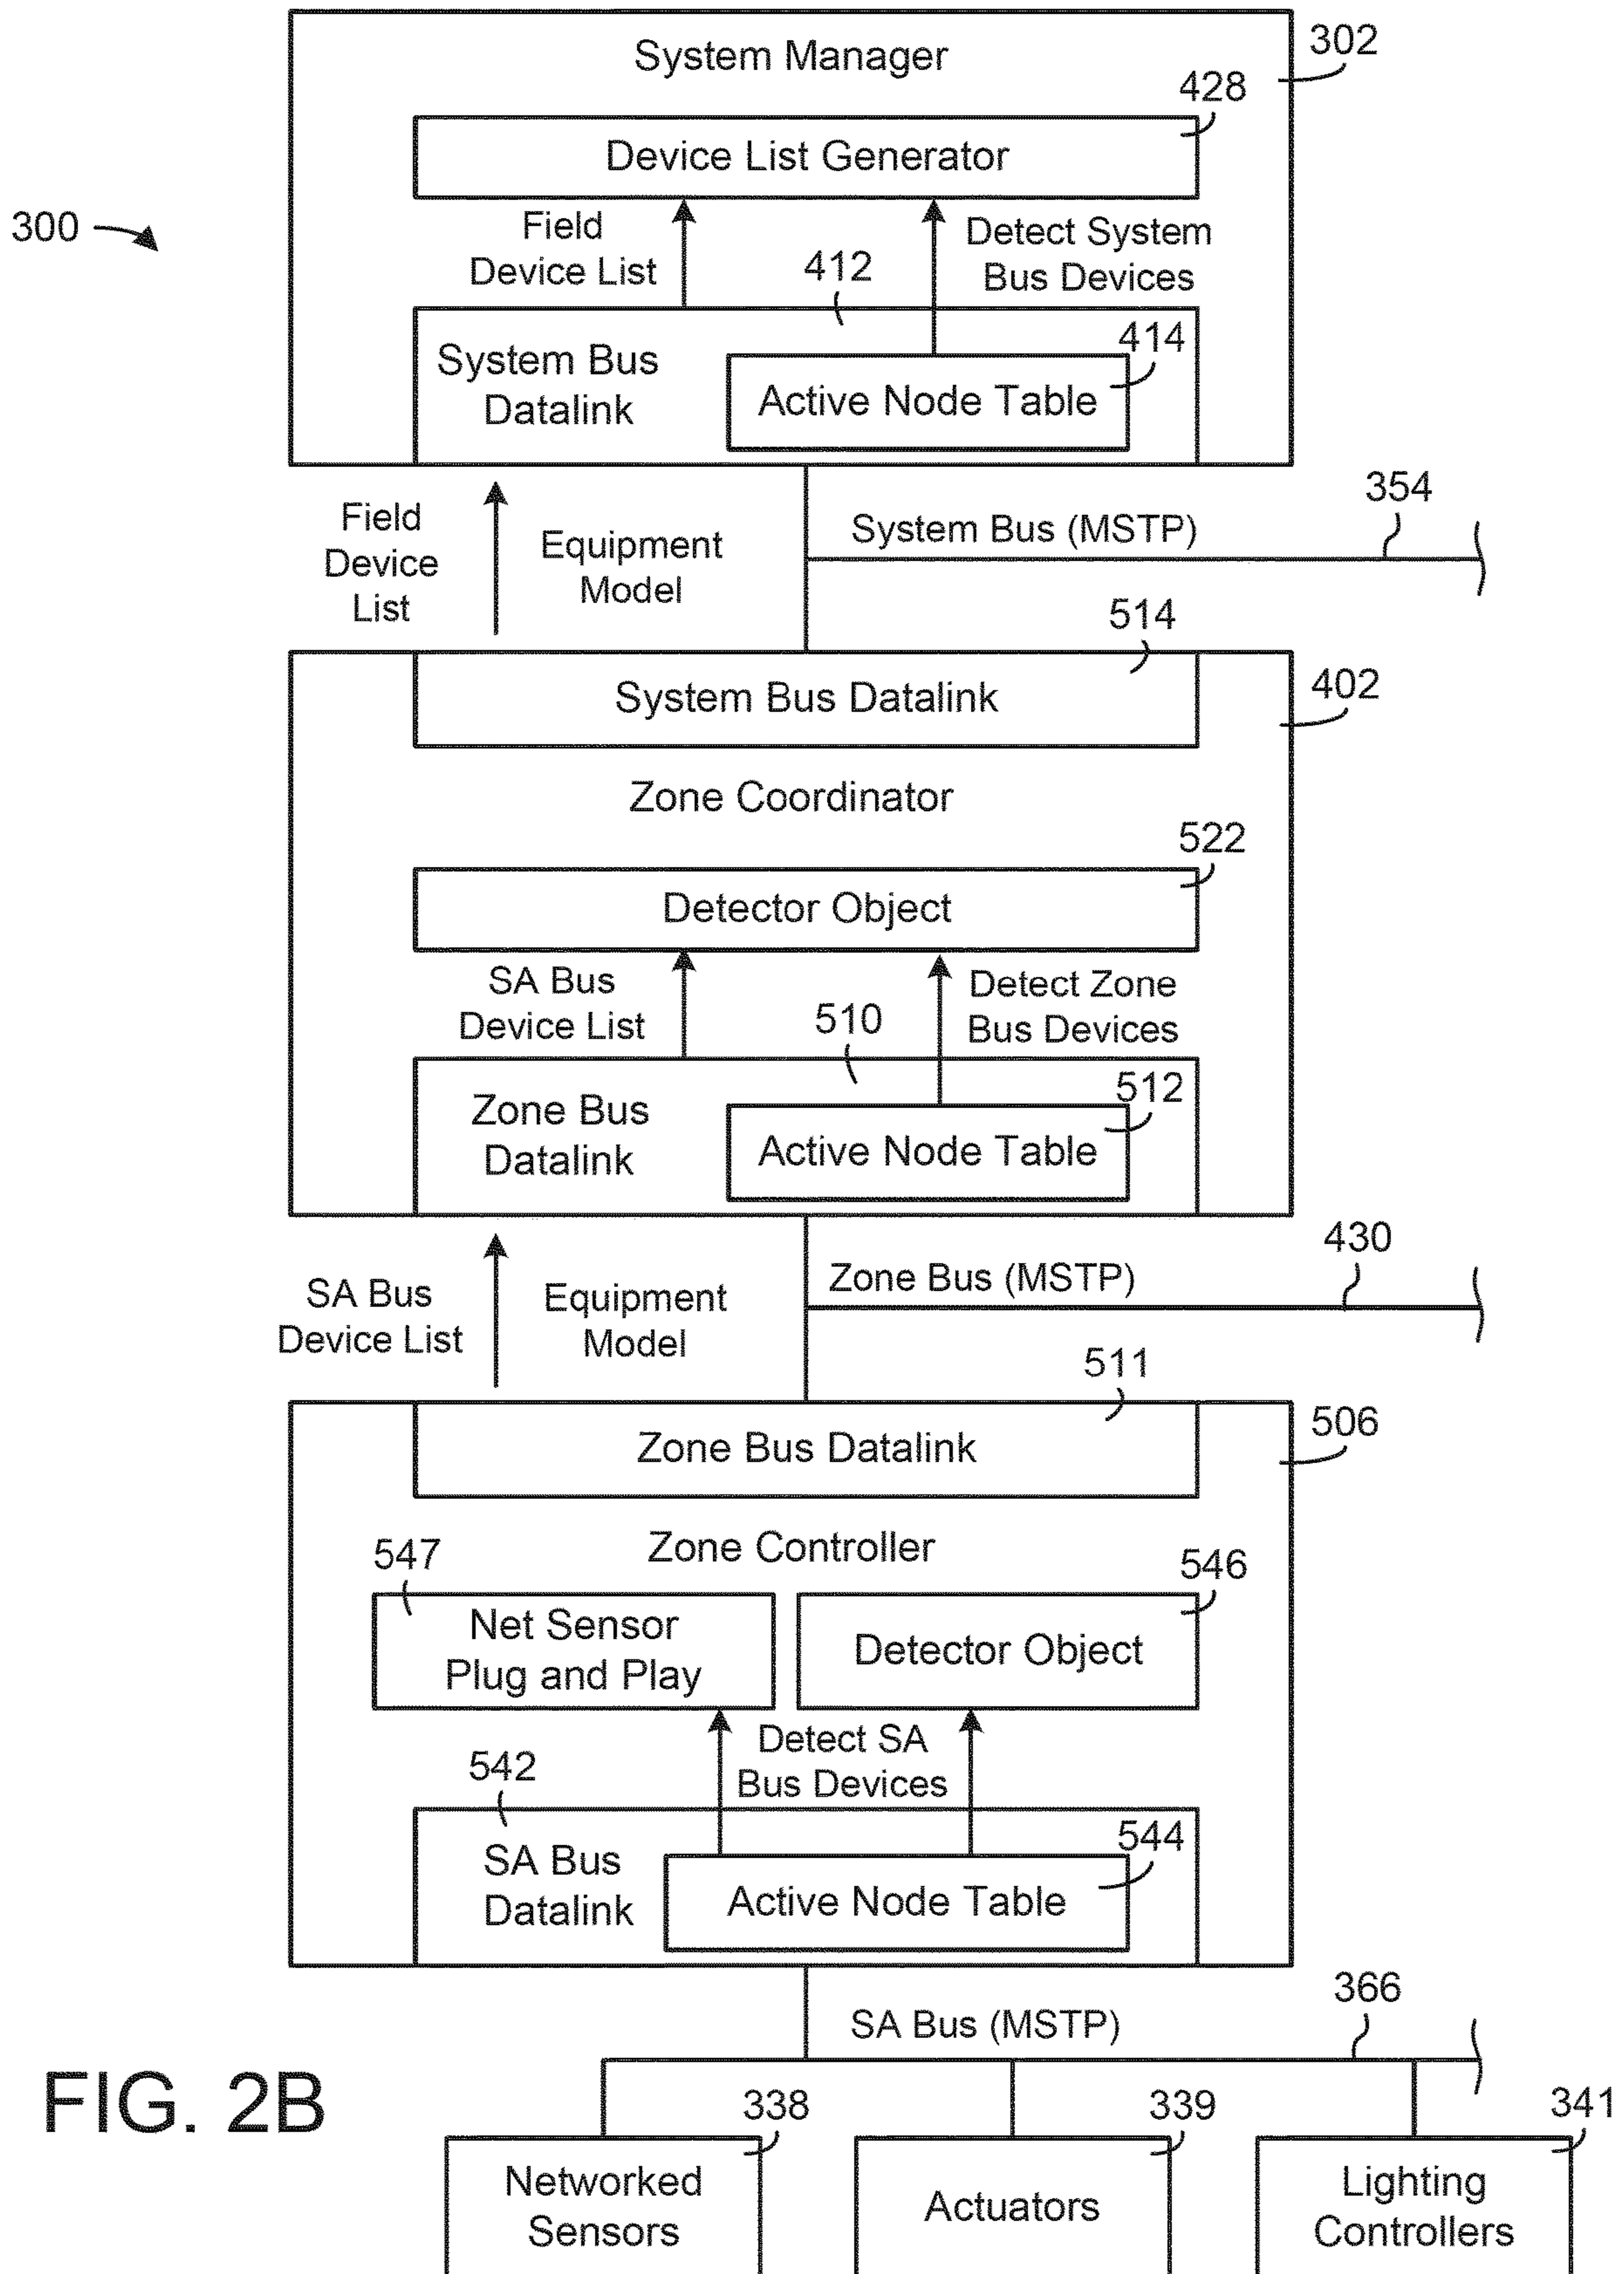 System Manager
302
428
Device List Generator
300
Field
Device List
412
Detect System
Bus Devices
System Bus
Datalink
414
Active Node Table
Field
Device
List
Equipment
Model
System Bus (MSTP)
354
514
System Bus Datalink
402
Zone Coordinator
522
Detector Object
SA Bus
Device List
510
Detect Zone
Bus Devices
Zone Bus
Datalink
512
Active Node Table
SA Bus
Device List
Equipment
Model
Zone Bus (MSTP)
430
511
Zone Bus Datalink
506
Zone Controller
547
Net Sensor
Plug and Play
546
Detector Object
Detect SA
Bus Devices
542
SA Bus
Datalink
544
Active Node Table
SA Bus (MSTP)
366
FIG. 2B
338
Networked
Sensors
339
Actuators
341
Lighting
Controllers